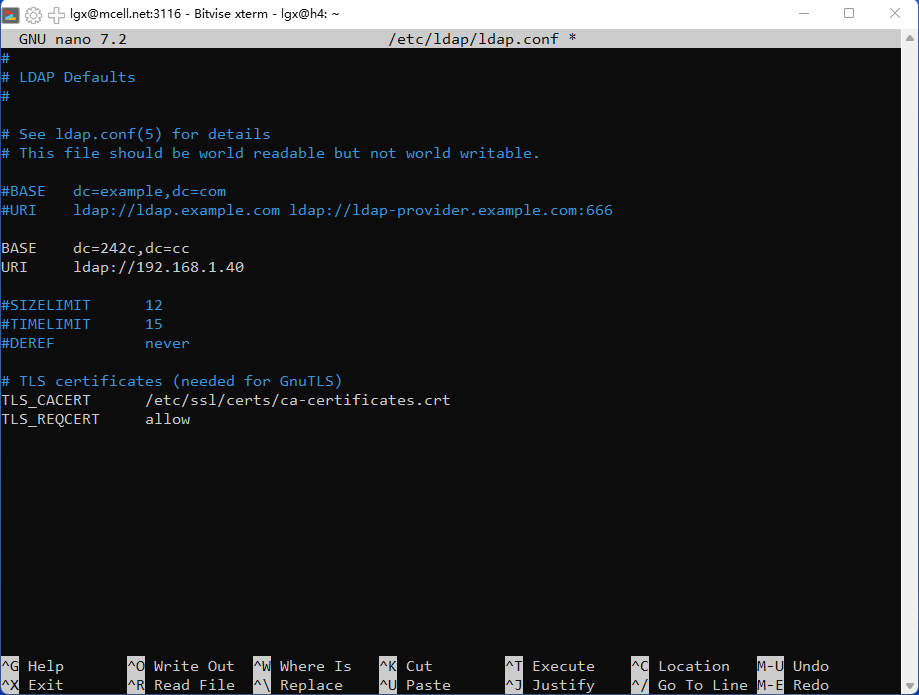 lgx@mcell.net:3116 - Bitvise xterm - lgx@h4: ~
GNU nano 7.2 /etc/ldap/ldap.conf *
#
# LDAP Defaults
#
# See ldap.conf(5) for details
# This file should be world readable but not world writable.
#BASE dc=example,dc=com
#URI ldap://ldap.example.com ldap://ldap-provider.example.com:666
BASE dc=242c,dc=cc
URI ldap://192.168.1.40
#SIZELIMIT 12
#TIMELIMIT 15
#DEREF never
# TLS certificates (needed for GnuTLS)
TLS_CACERT /etc/ssl/certs/ca-certificates.crt
TLS_REQCERT allow
^G Help ^O Write Out ^W Where Is ^K Cut ^T Execute ^C Location M-U Undo
^X Exit ^R Read File ^\ Replace ^U Paste ^J Justify ^/ Go To Line M-E Redo